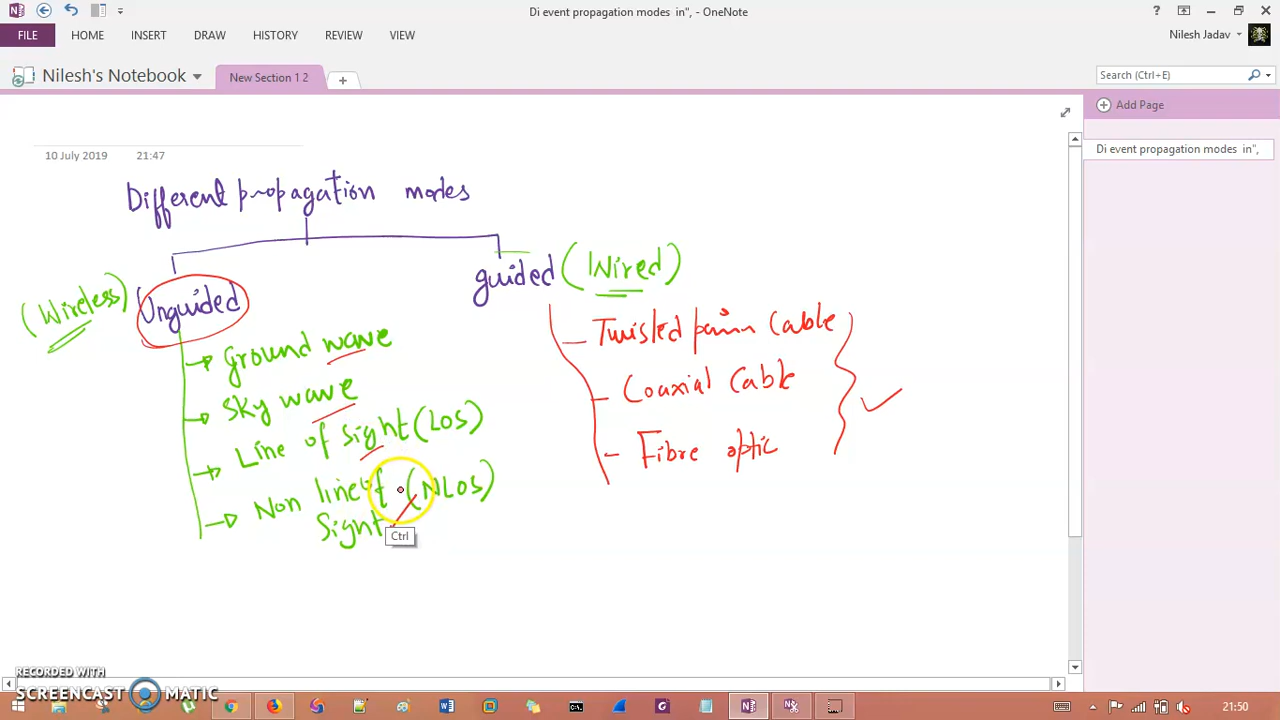 Di event propagation modes in", - OneNote
FILE HOME INSERT DRAW HISTORY REVIEW VIEW
Nilesh Jadav
Nilesh's Notebook
New Section 1 2
Search (Ctrl+E)
Add Page
Di event propagation modes in",
10 July 2019 21:47
Different propagation modes
(Wireless) Unguided
guided (Wired)
Ground wave
Sky wave
Line of Sight (LOS)
Non line of (NLOS)
Sight
Ctrl
Twisted pair Cable
Coaxial Cable
Fibre optic
RECORDED WITH
SCREENCAST MATIC
21:50